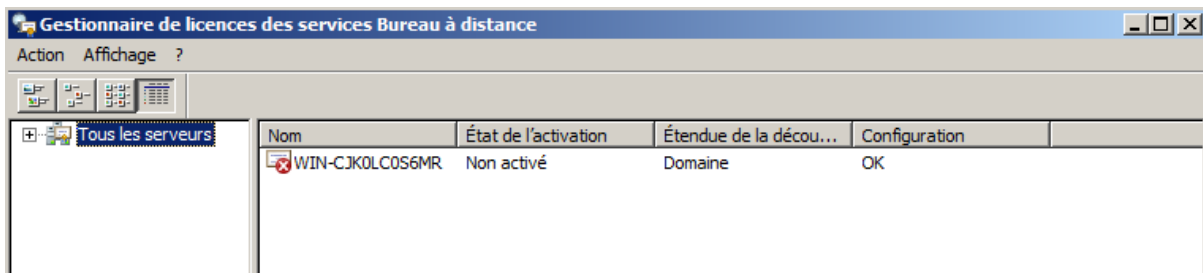 Gestionnaire de licences des services Bureau à distance
Action Affichage ?
Tous les serveurs
Nom État de l'activation Étendue de la décou... Configuration
WIN-CJK0LC0S6MR Non activé Domaine OK